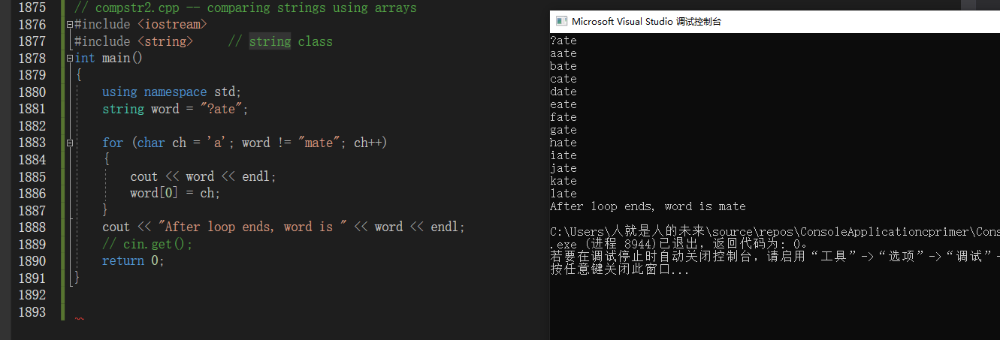 1875 // compstr2.cpp -- comparing strings using arrays
1876 #include <iostream>
1877 #include <string>     // string class
1878 int main()
1879 {
1880     using namespace std;
1881     string word = "?ate";
1882
1883     for (char ch = 'a'; word != "mate"; ch++)
1884     {
1885         cout << word << endl;
1886         word[0] = ch;
1887     }
1888     cout << "After loop ends, word is " << word << endl;
1889     // cin.get();
1890     return 0;
1891 }
1892
1893
Microsoft Visual Studio 调试控制台
?ate
aate
bate
cate
date
eate
fate
gate
hate
iate
jate
kate
late
After loop ends, word is mate
C:\Users\人就是人的未来\source\repos\ConsoleApplicationcprimer\Cons
.exe (进程 8944)已退出，返回代码为: 0。
若要在调试停止时自动关闭控制台，请启用“工具”->“选项”->“调试”-
按任意键关闭此窗口...